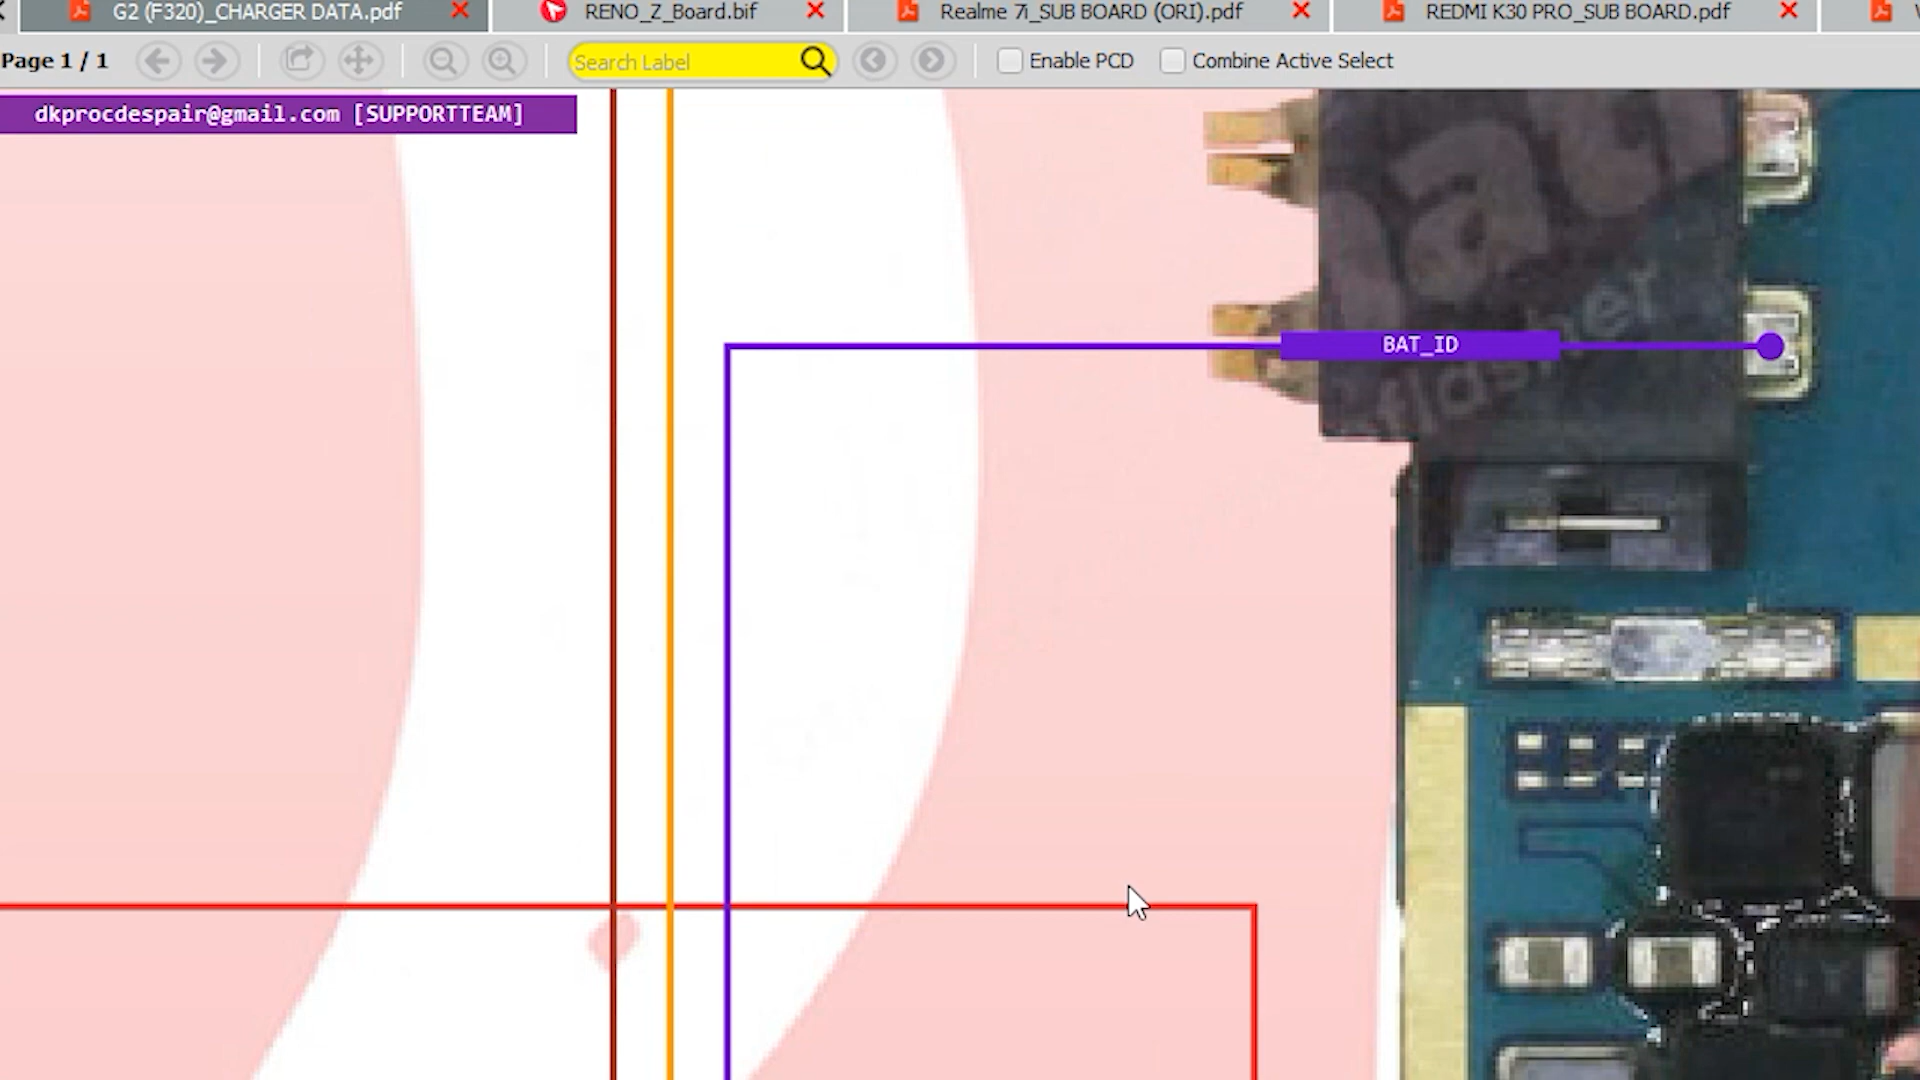 G2 (F320)_CHARGER DATA.pdf
RENO_Z_Board.bif
Realme 7i_SUB BOARD (ORI).pdf
REDMI K30 PRO_SUB BOARD.pdf
Page 1 / 1
Search Label
Enable PCD
Combine Active Select
dkprocdespair@gmail.com [SUPPORTTEAM]
BAT_ID